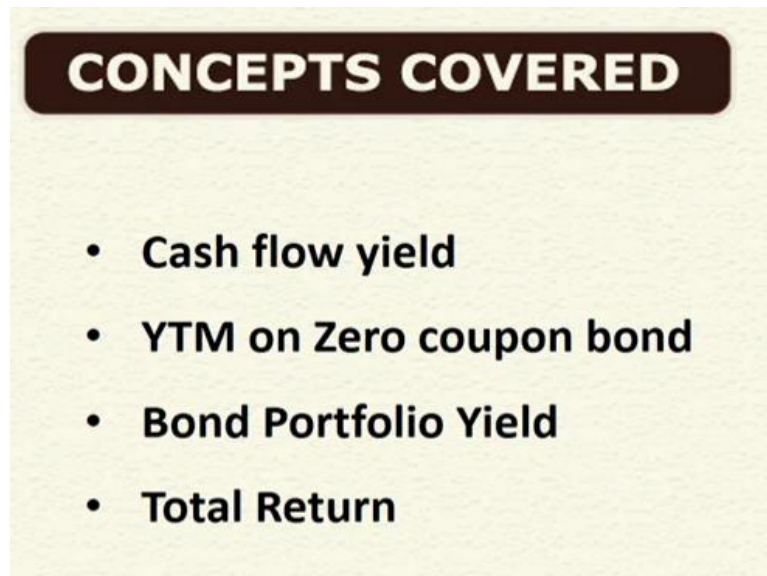 CONCEPTS COVERED
• Cash flow yield
• YTM on Zero coupon bond
• Bond Portfolio Yield
• Total Return